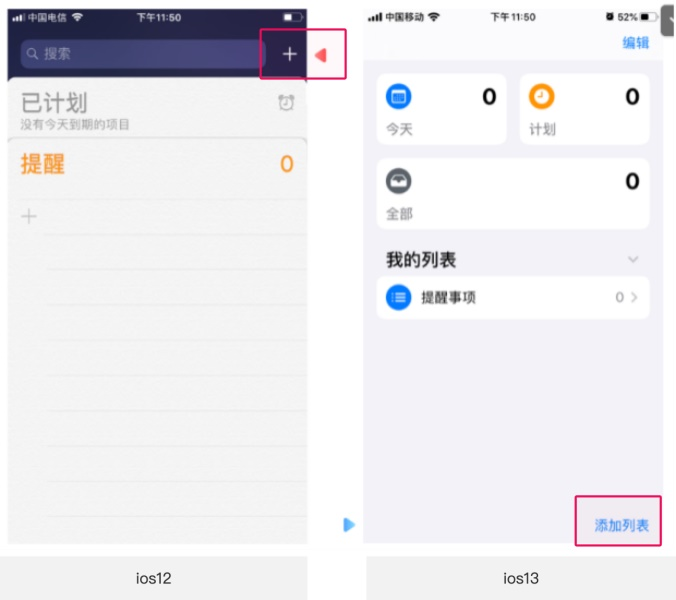 中国电信 下午11:50
搜索
已计划
没有今天到期的项目
提醒 0
ios12
中国移动 下午11:50 52%
编辑
0 0
今天 计划
0
全部
我的列表
提醒事项 0
添加列表
ios13